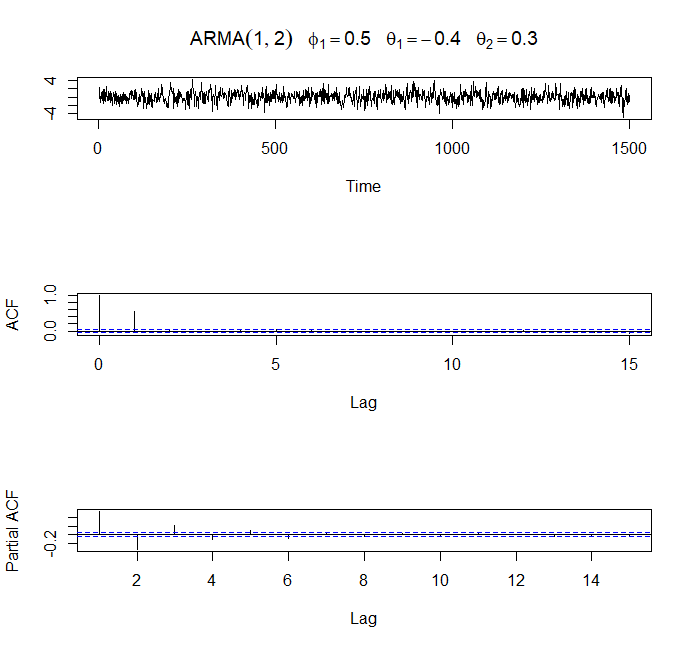 ARMA(1, 2) ϕ1 = 0.5 θ1 = −0.4 θ2 = 0.3
4
-4
0 500 1000 1500
Time
ACF
1.0
0.0
0 5 10 15
Lag
Partial ACF
-0.2
2 4 6 8 10 12 14
Lag